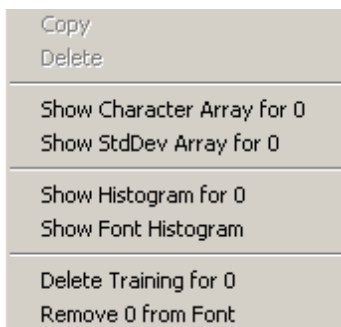 Copy
Delete
Show Character Array for 0
Show StdDev Array for 0
Show Histogram for 0
Show Font Histogram
Delete Training for 0
Remove 0 from Font